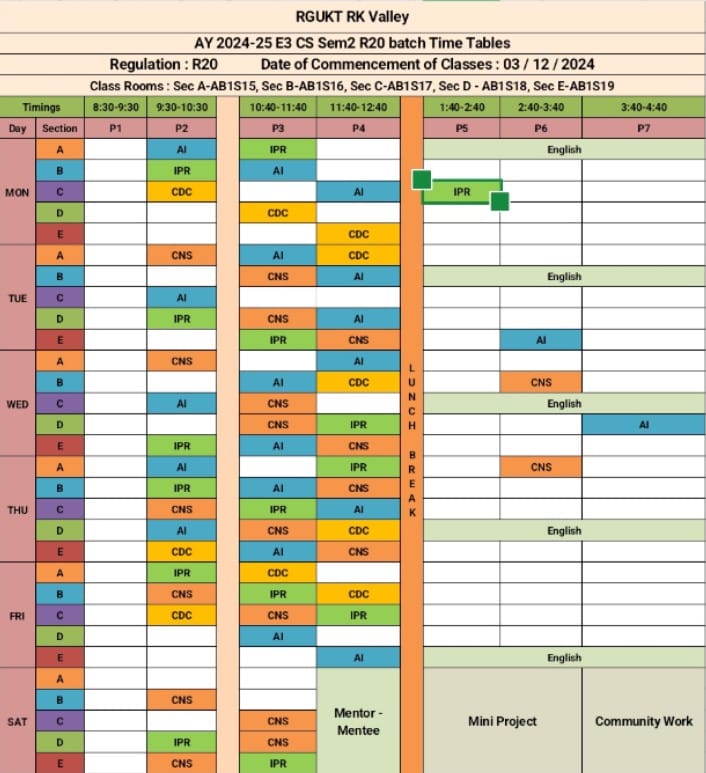 RGUKT RK Valley
AY 2024-25 E3 CS Sem2 R20 batch Time Tables
Regulation : R20 Date of Commencement of Classes : 03 / 12 / 2024
Class Rooms : Sec A-AB1S15, Sec B-AB1S16, Sec C-AB1S17, Sec D - AB1S18, Sec E-AB1S19
Timings 8:30-9:30 9:30-10:30 10:40-11:40 11:40-12:40 1:40-2:40 2:40-3:40 3:40-4:40
Day Section P1 P2 P3 P4 P5 P6 P7
MON
A AI IPR English
B IPR AI
C CDC AI IPR
D CDC
E CDC
TUE
A CNS AI CDC
B CNS AI English
C AI
D IPR CNS AI
E IPR CNS AI
WED
A CNS AI
B AI CDC CNS
C AI CNS English
D CNS IPR AI
E IPR AI CNS
LUNCH BREAK
THU
A AI IPR CNS
B IPR AI CNS
C CNS IPR AI
D AI CNS CDC English
E CDC AI CNS
FRI
A IPR CDC
B CNS IPR CDC
C CDC CNS IPR
D AI
E AI English
SAT
A
B CNS
C CNS
D IPR CNS
E CNS IPR
Mentor -
Mentee
Mini Project
Community Work